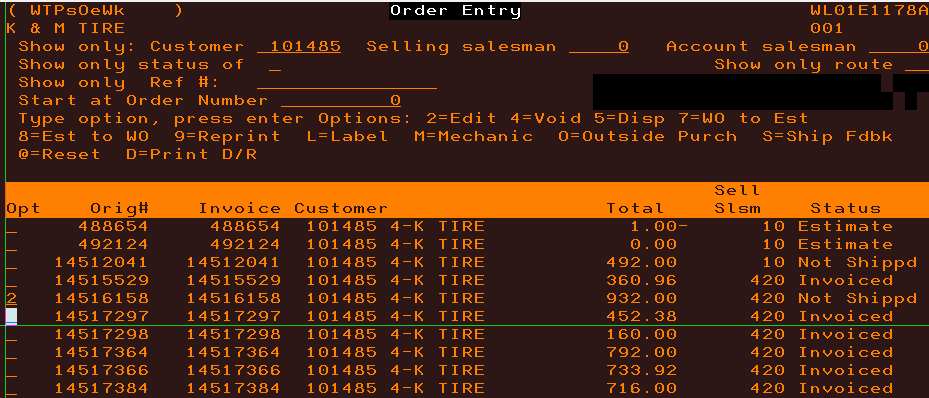 ( WTPsOeWk    ) Order Entry WL01E1178A
K & M TIRE 001
Show only: Customer 101485 Selling salesman 0 Account salesman 0
Show only status of _ Show only route __
Show only Ref #: _______________
Start at Order Number 0
Type option, press enter Options: 2=Edit 4=Void 5=Disp 7=WO to Est
8=Est to WO 9=Reprint L=Label M=Mechanic O=Outside Purch S=Ship Fdbk
@=Reset D=Print D/R
Sell
Opt Orig# Invoice Customer Total Slsm Status
_ 488654 488654 101485 4-K TIRE 1.00- 10 Estimate
_ 492124 492124 101485 4-K TIRE 0.00 10 Estimate
_ 14512041 14512041 101485 4-K TIRE 492.00 10 Not Shippd
_ 14515529 14515529 101485 4-K TIRE 360.96 420 Invoiced
2 14516158 14516158 101485 4-K TIRE 932.00 420 Not Shippd
14517297 14517297 101485 4-K TIRE 452.38 420 Invoiced
_ 14517298 14517298 101485 4-K TIRE 160.00 420 Invoiced
_ 14517364 14517364 101485 4-K TIRE 792.00 420 Invoiced
_ 14517366 14517366 101485 4-K TIRE 733.92 420 Invoiced
_ 14517384 14517384 101485 4-K TIRE 716.00 420 Invoiced